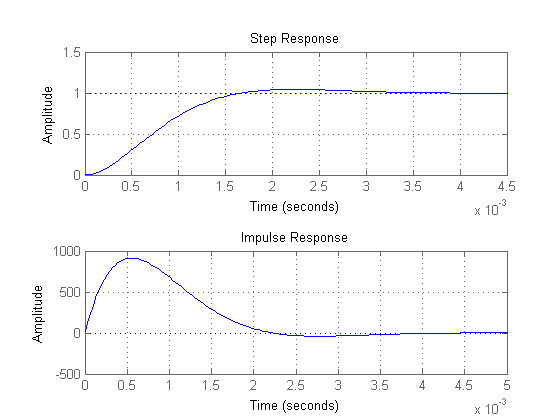 Step Response
1.5
1
0.5
0
Amplitude
0 0.5 1 1.5 2 2.5 3 3.5 4 4.5
Time (seconds)
x 10^-3
Impulse Response
1000
500
0
-500
Amplitude
0 0.5 1 1.5 2 2.5 3 3.5 4 4.5 5
Time (seconds)
x 10^-3